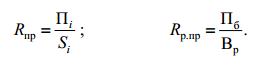 Rпр = Пi / Si ; Rр.пр = Пб / Вр .